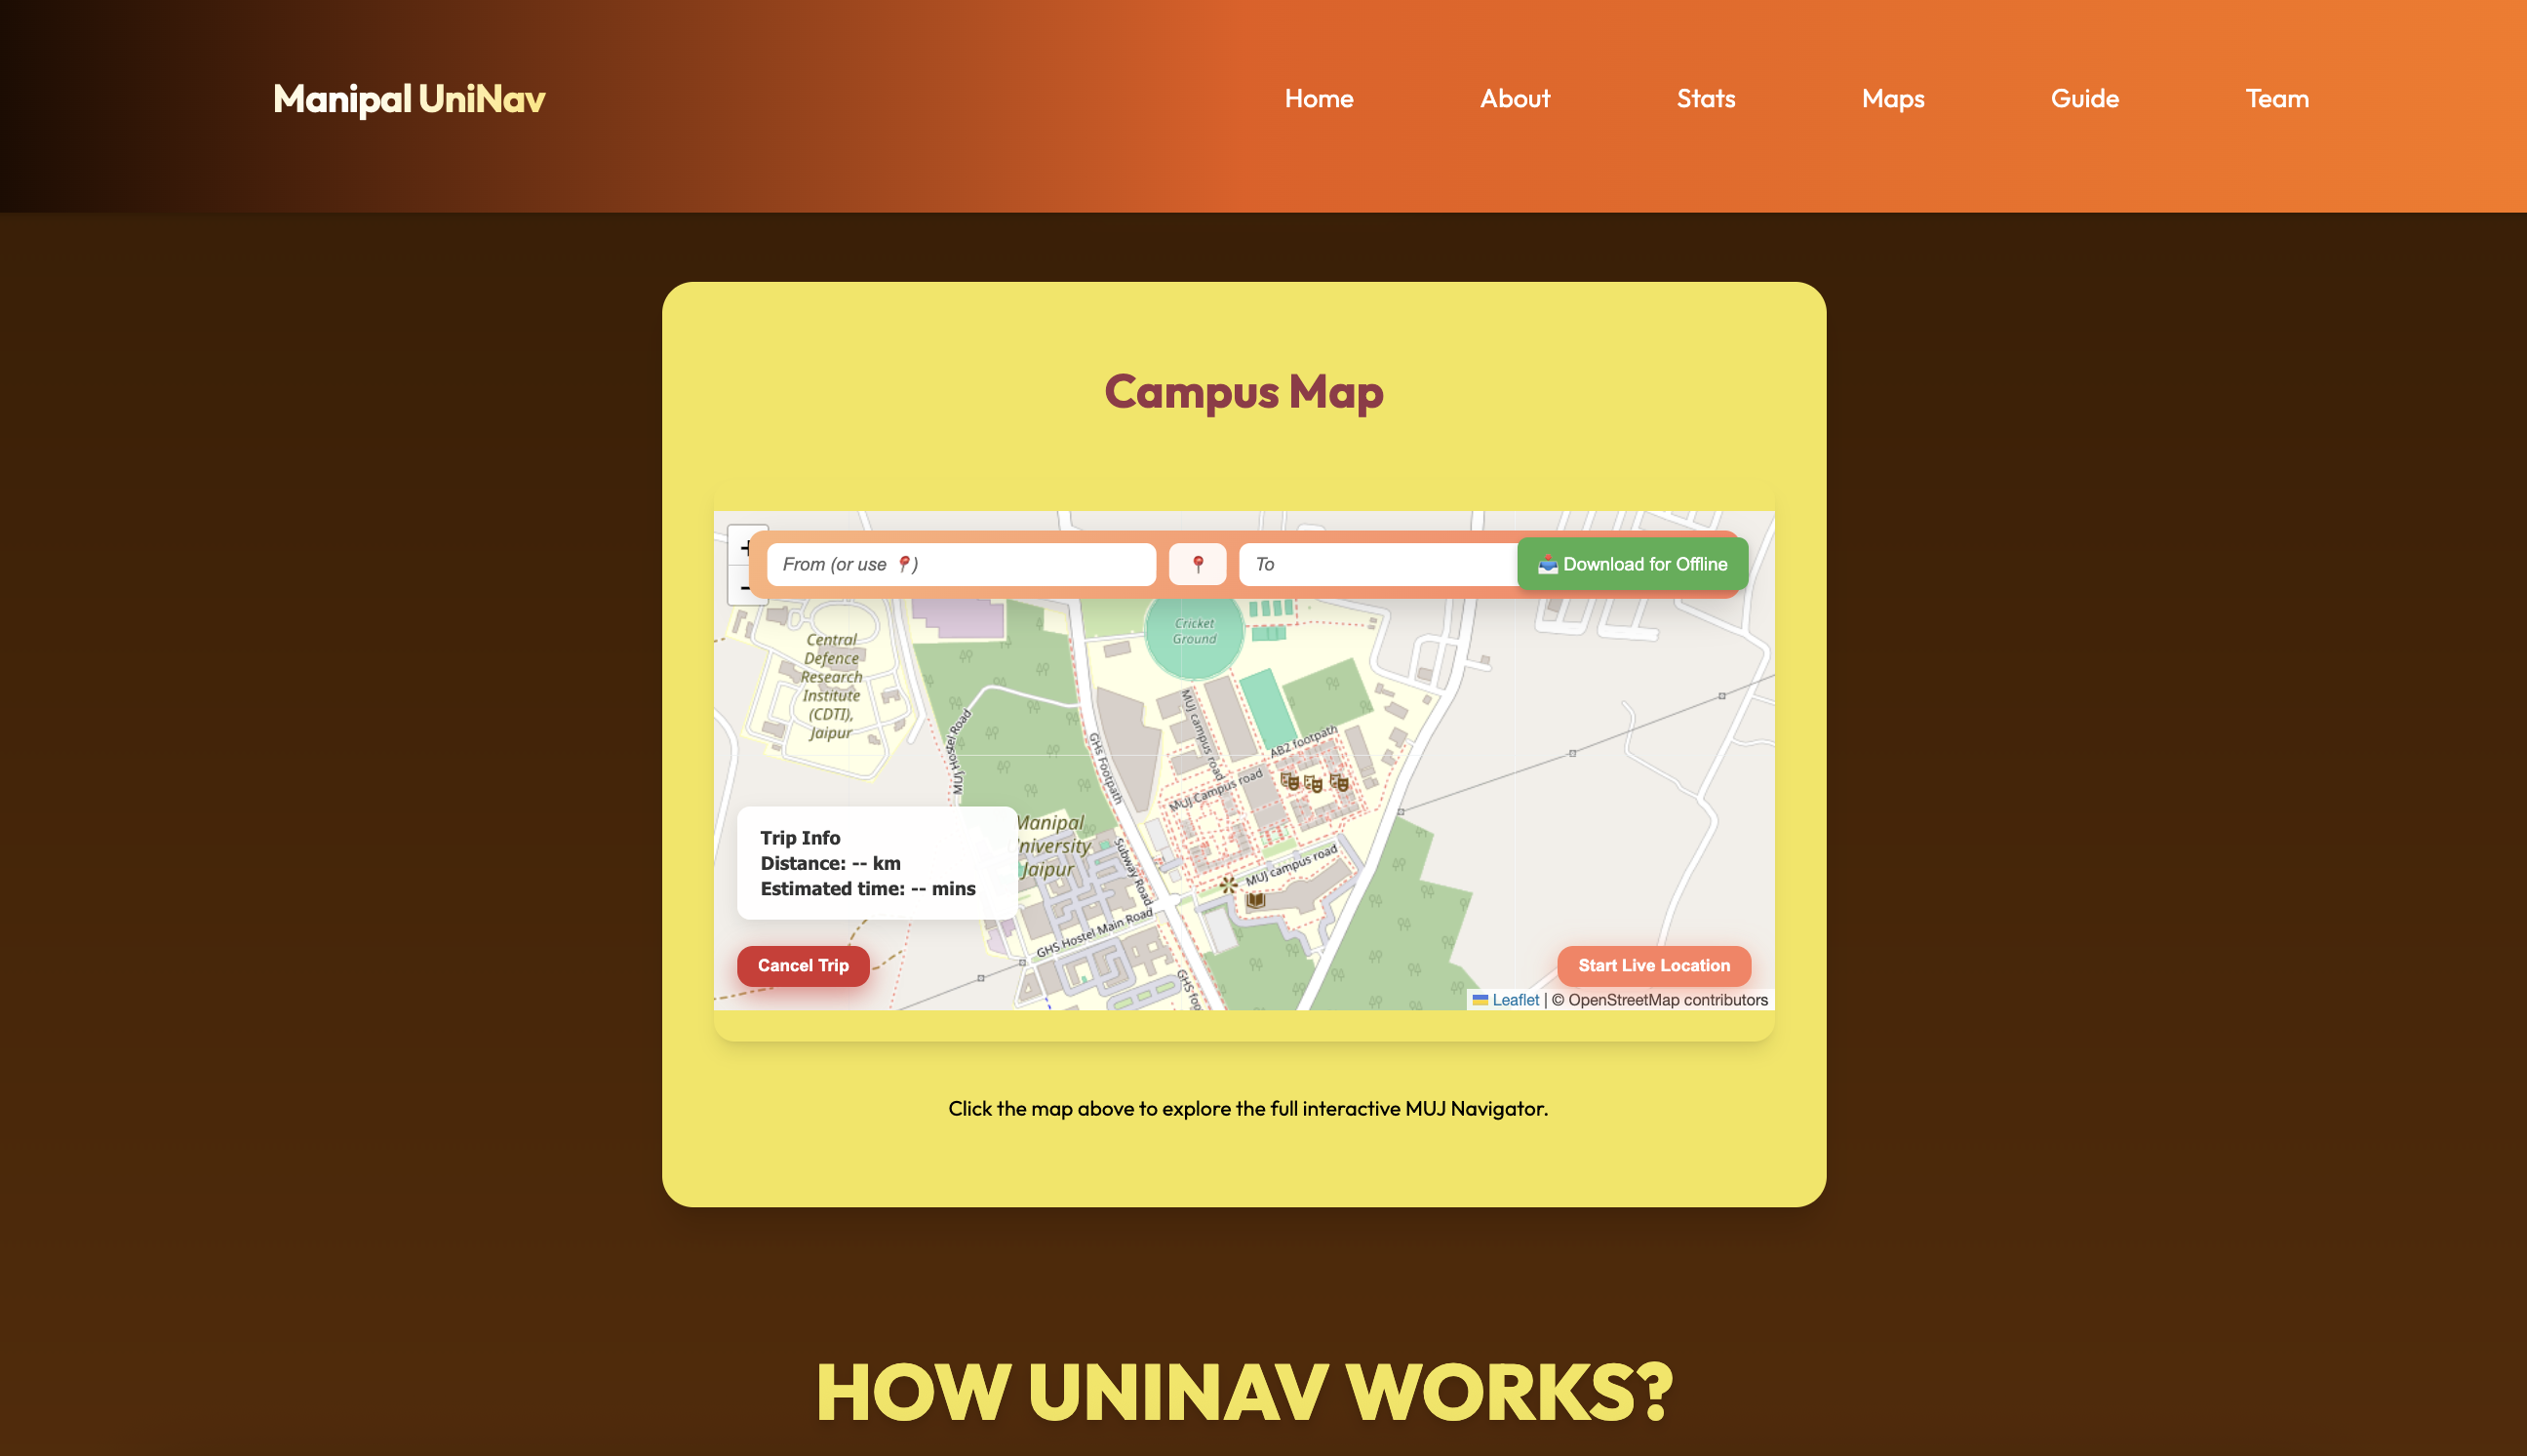 Manipal UniNav
Home About Stats Maps Guide Team
Campus Map
From (or use 📍)
📍
To
📥 Download for Offline
Cricket
Ground
Central
Defence
Research
Institute
(CDTI),
Jaipur
MUJ Hostel Road
GHS Footpath
MUJ campus road
AB2 footpath
MUJ Campus road
Manipal
University
Jaipur
Subway Road
MUJ campus road
GHS Hostel Main Road
Trip Info
Distance: -- km
Estimated time: -- mins
Cancel Trip
Start Live Location
Leaflet | © OpenStreetMap contributors
Click the map above to explore the full interactive MUJ Navigator.
HOW UNINAV WORKS?